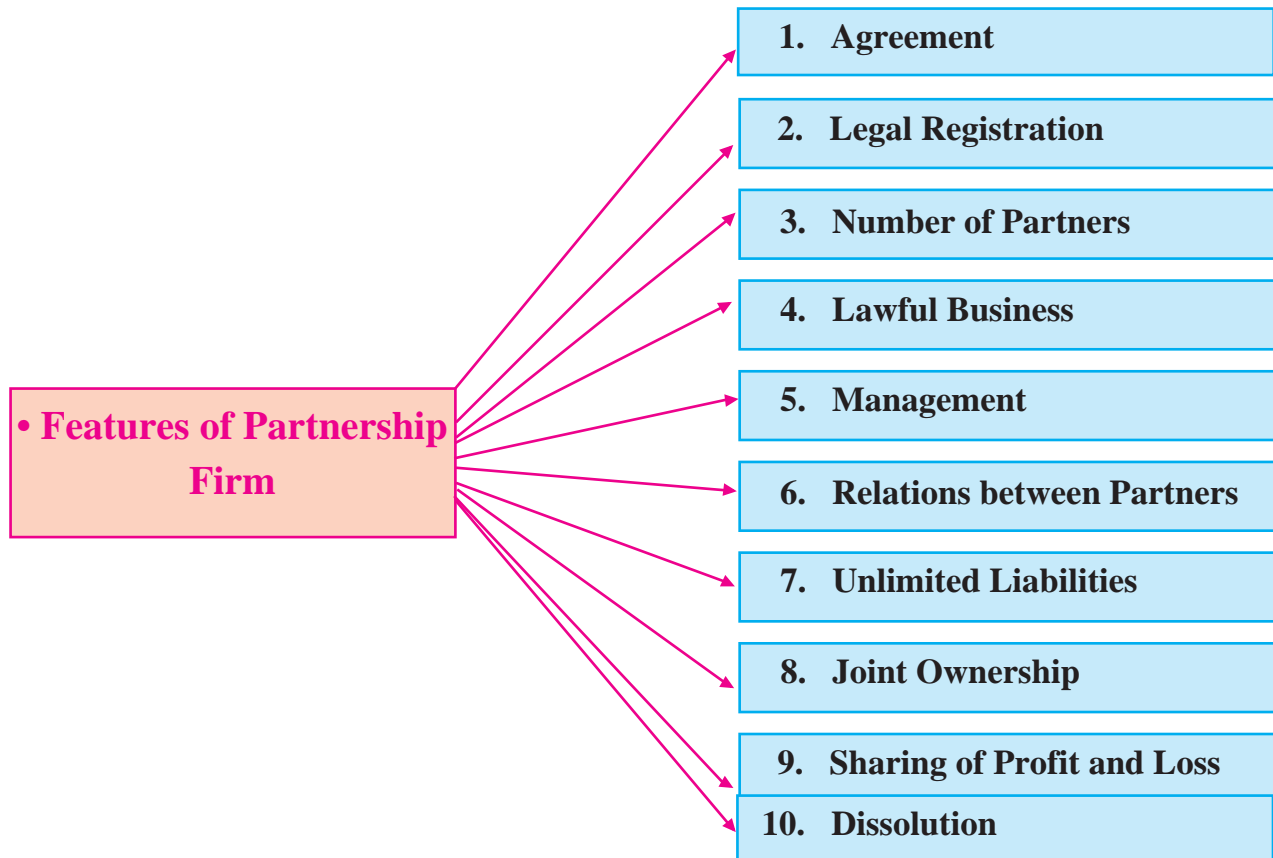 1. Agreement
2. Legal Registration
3. Number of Partners
4. Lawful Business
• Features of Partnership
Firm
5. Management
6. Relations between Partners
7. Unlimited Liabilities
8. Joint Ownership
9. Sharing of Profit and Loss
10. Dissolution